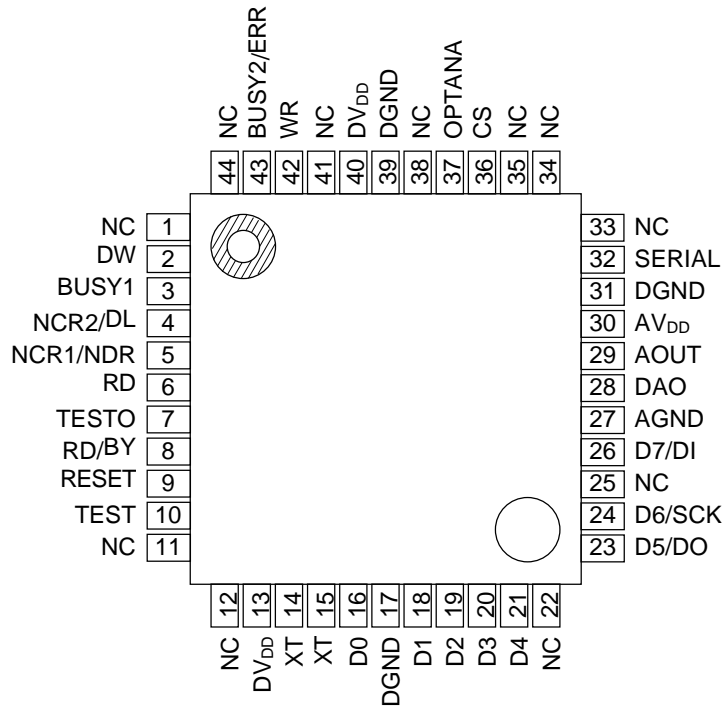 NC 44
BUSY2/ERR 43
WR 42
NC 41
DVDD 40
DGND 39
NC 38
OPTANA 37
CS 36
NC 35
NC 34
NC 1
DW 2
BUSY1 3
NCR2/DL 4
NCR1/NDR 5
RD 6
TESTO 7
RD/BY 8
RESET 9
TEST 10
NC 11
33 NC
32 SERIAL
31 DGND
30 AVDD
29 AOUT
28 DAO
27 AGND
26 D7/DI
25 NC
24 D6/SCK
23 D5/DO
12 NC
13 DVDD
14 XT
15 XT
16 D0
17 DGND
18 D1
19 D2
20 D3
21 D4
22 NC